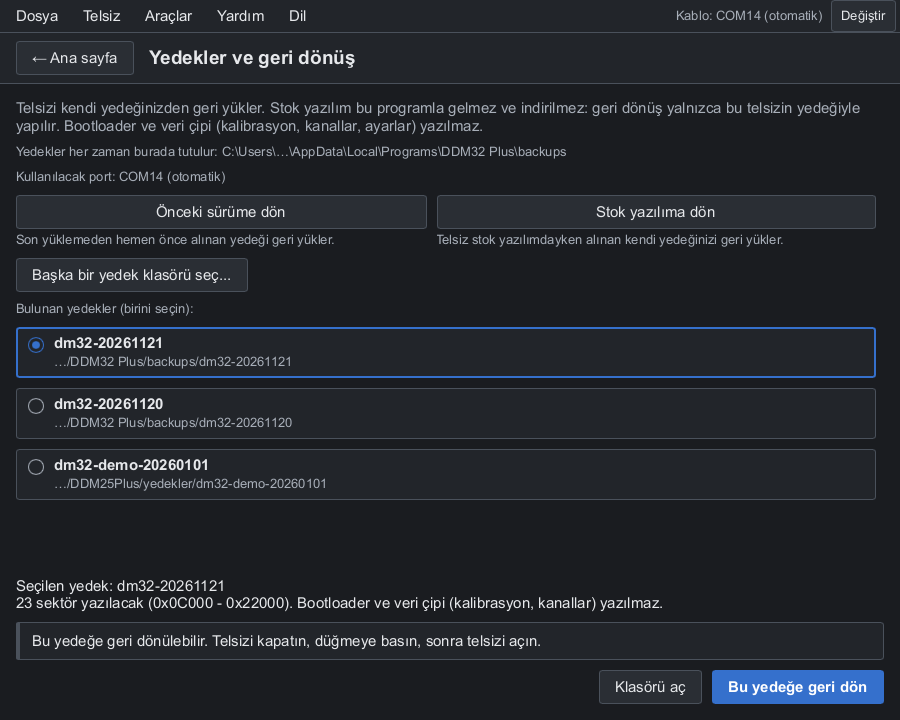 Dosya Telsiz Araçlar Yardım Dil Kablo: COM14 (otomatik) Değiştir
← Ana sayfa Yedekler ve geri dönüş
Telsizi kendi yedeğinizden geri yükler. Stok yazılım bu programla gelmez ve indirilmez: geri dönüş yalnızca bu telsizin yedeğiyle
yapılır. Bootloader ve veri çipi (kalibrasyon, kanallar, ayarlar) yazılmaz.
Yedekler her zaman burada tutulur: C:\Users\...\AppData\Local\Programs\DDM32 Plus\backups
Kullanılacak port: COM14 (otomatik)
Önceki sürüme dön Stok yazılıma dön
Son yüklemeden hemen önce alınan yedeği geri yükler. Telsiz stok yazılımdayken alınan kendi yedeğinizi geri yükler.
Başka bir yedek klasörü seç...
Bulunan yedekler (birini seçin):
dm32-20261121
.../DDM32 Plus/backups/dm32-20261121
dm32-20261120
.../DDM32 Plus/backups/dm32-20261120
dm32-demo-20260101
.../DDM25Plus/yedekler/dm32-demo-20260101
Seçilen yedek: dm32-20261121
23 sektör yazılacak (0x0C000 - 0x22000). Bootloader ve veri çipi (kalibrasyon, kanallar) yazılmaz.
Bu yedeğe geri dönülebilir. Telsizi kapatın, düğmeye basın, sonra telsizi açın.
Klasörü aç Bu yedeğe geri dön